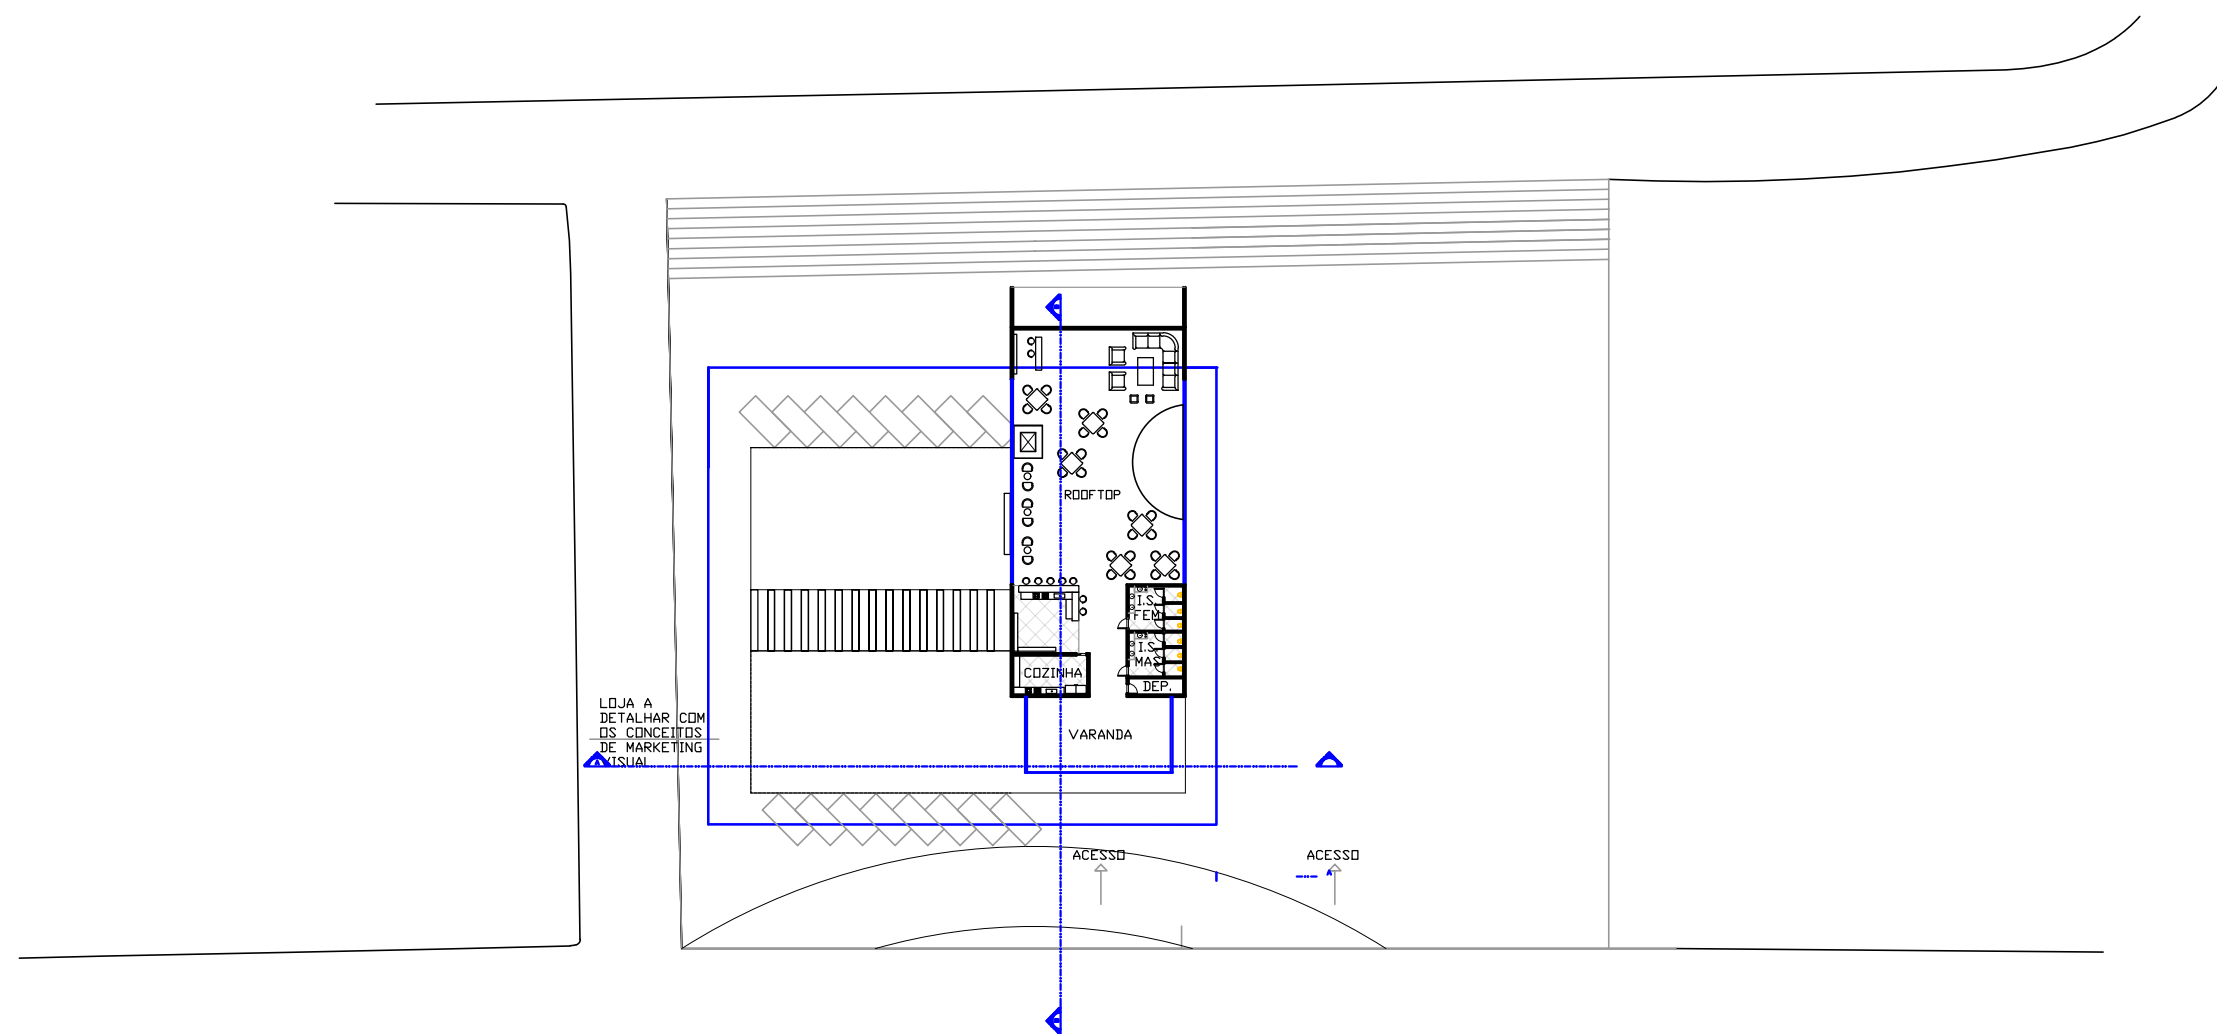 ROOFTOP
I.S.
FEM.
I.S.
MAS.
COZINHA
DEP.
LOJA A
DETALHAR COM
OS CONCEITOS
DE MARKETING
VISUAL
VARANDA
A
ACESSO
ACESSO
A